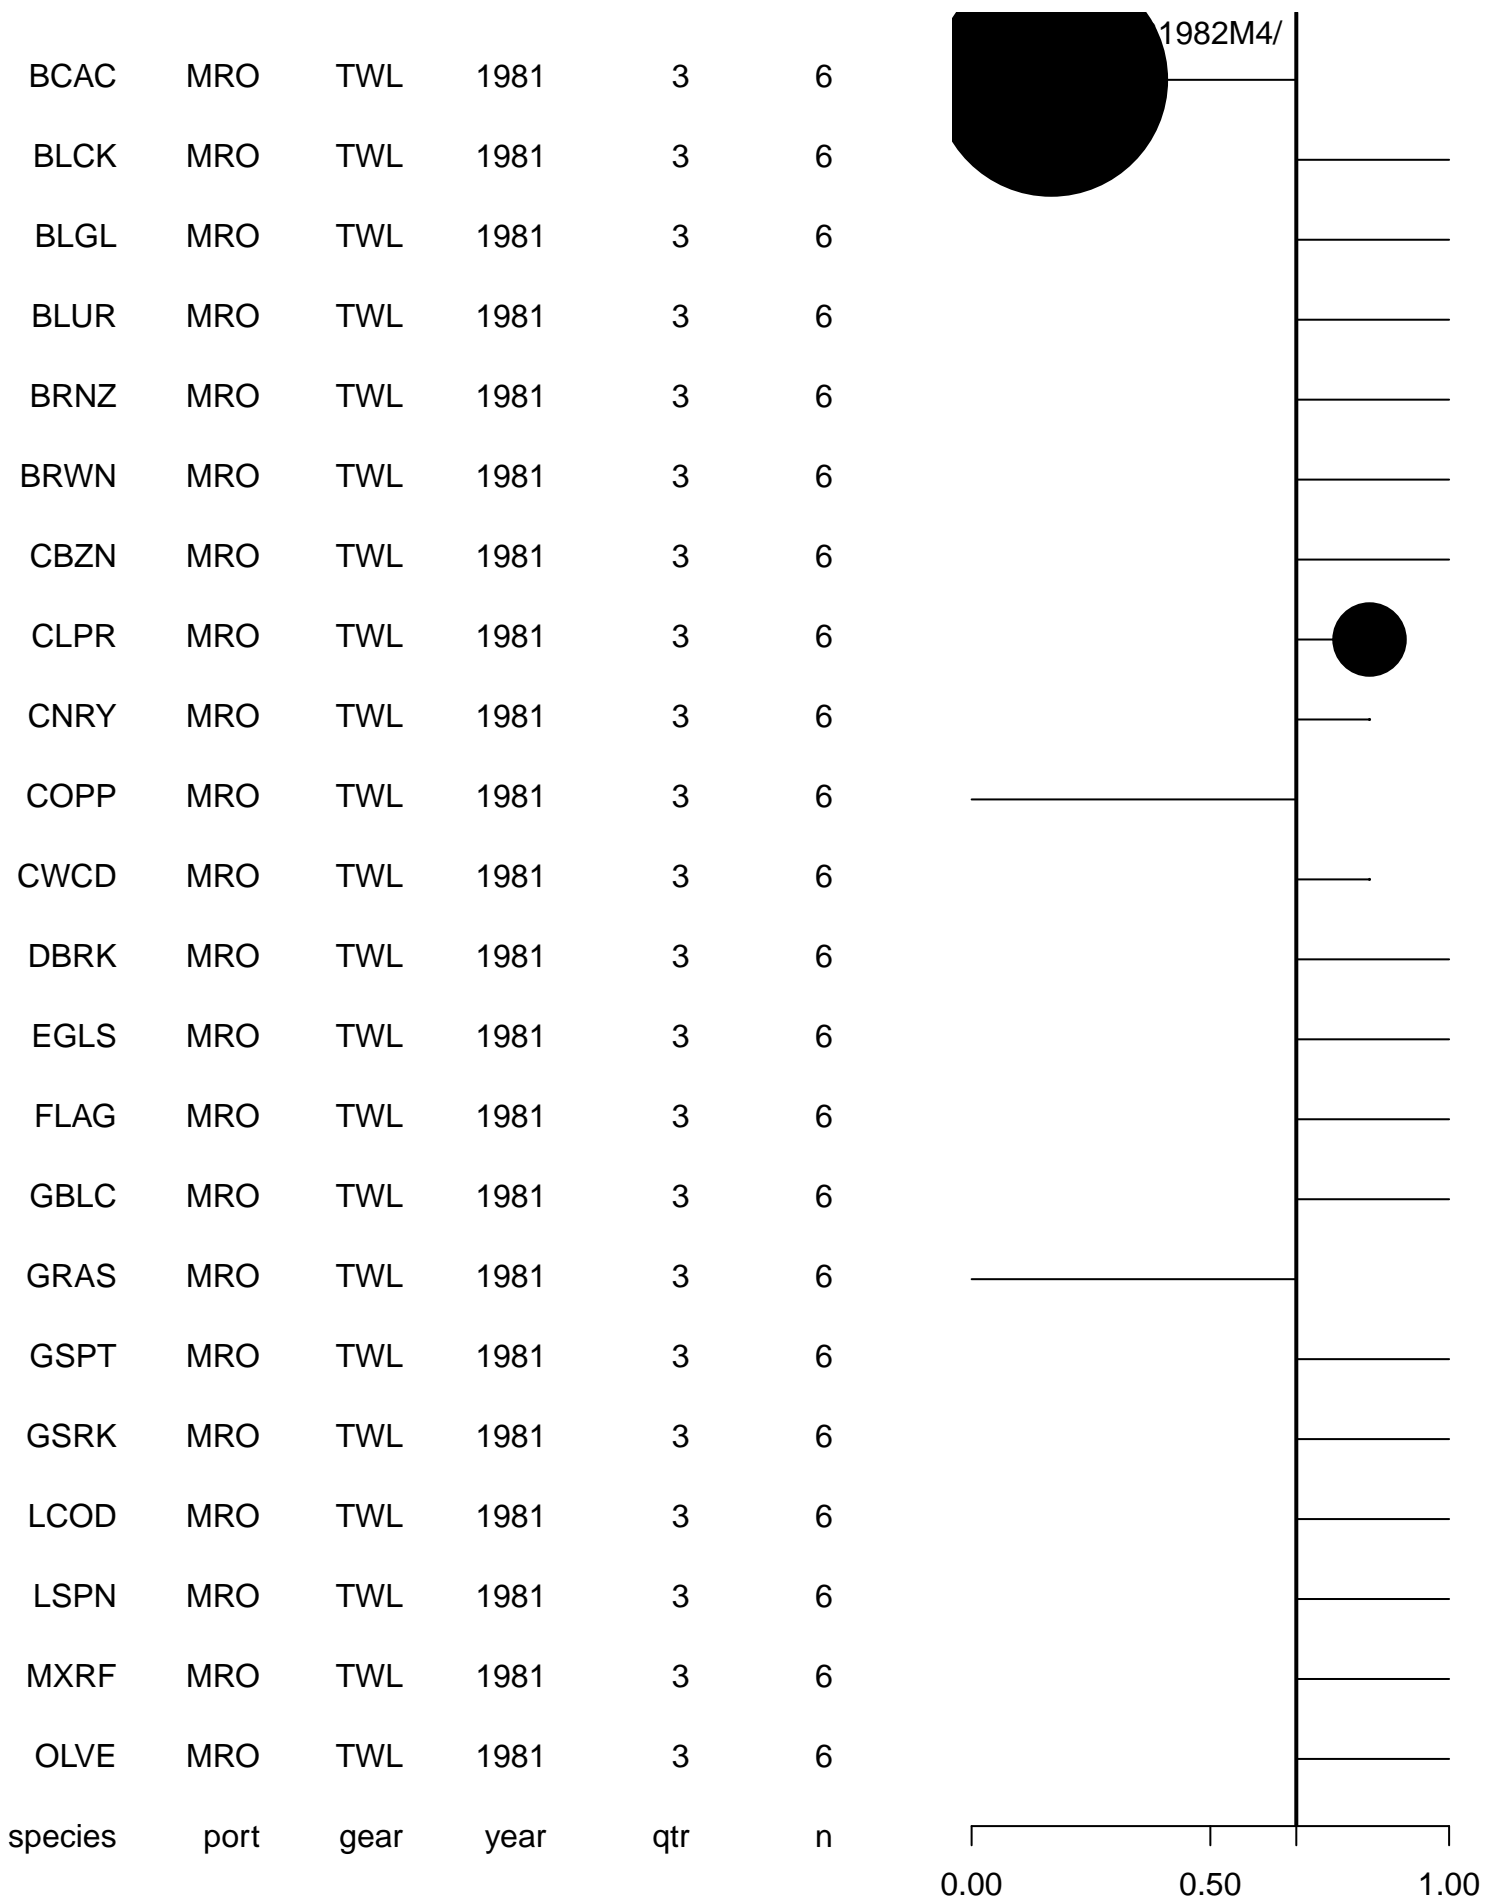 1982M4/
BCAC MRO TWL 1981 3 6
BLCK MRO TWL 1981 3 6
BLGL MRO TWL 1981 3 6
BLUR MRO TWL 1981 3 6
BRNZ MRO TWL 1981 3 6
BRWN MRO TWL 1981 3 6
CBZN MRO TWL 1981 3 6
CLPR MRO TWL 1981 3 6
CNRY MRO TWL 1981 3 6
COPP MRO TWL 1981 3 6
CWCD MRO TWL 1981 3 6
DBRK MRO TWL 1981 3 6
EGLS MRO TWL 1981 3 6
FLAG MRO TWL 1981 3 6
GBLC MRO TWL 1981 3 6
GRAS MRO TWL 1981 3 6
GSPT MRO TWL 1981 3 6
GSRK MRO TWL 1981 3 6
LCOD MRO TWL 1981 3 6
LSPN MRO TWL 1981 3 6
MXRF MRO TWL 1981 3 6
OLVE MRO TWL 1981 3 6
species port gear year qtr n
0.00 0.50 1.00